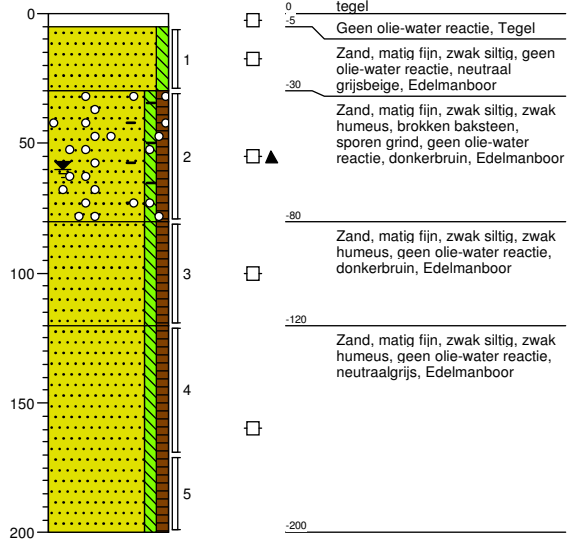 0
50
100
150
200
1
2
3
4
5
0
tegel
-5
Geen olie-water reactie, Tegel
Zand, matig fijn, zwak siltig, geen
olie-water reactie, neutraal
grijsbeige, Edelmanboor
-30
Zand, matig fijn, zwak siltig, zwak
humeus, brokken baksteen,
sporen grind, geen olie-water
reactie, donkerbruin, Edelmanboor
-80
Zand, matig fijn, zwak siltig, zwak
humeus, geen olie-water reactie,
donkerbruin, Edelmanboor
-120
Zand, matig fijn, zwak siltig, zwak
humeus, geen olie-water reactie,
neutraalgrijs, Edelmanboor
-200